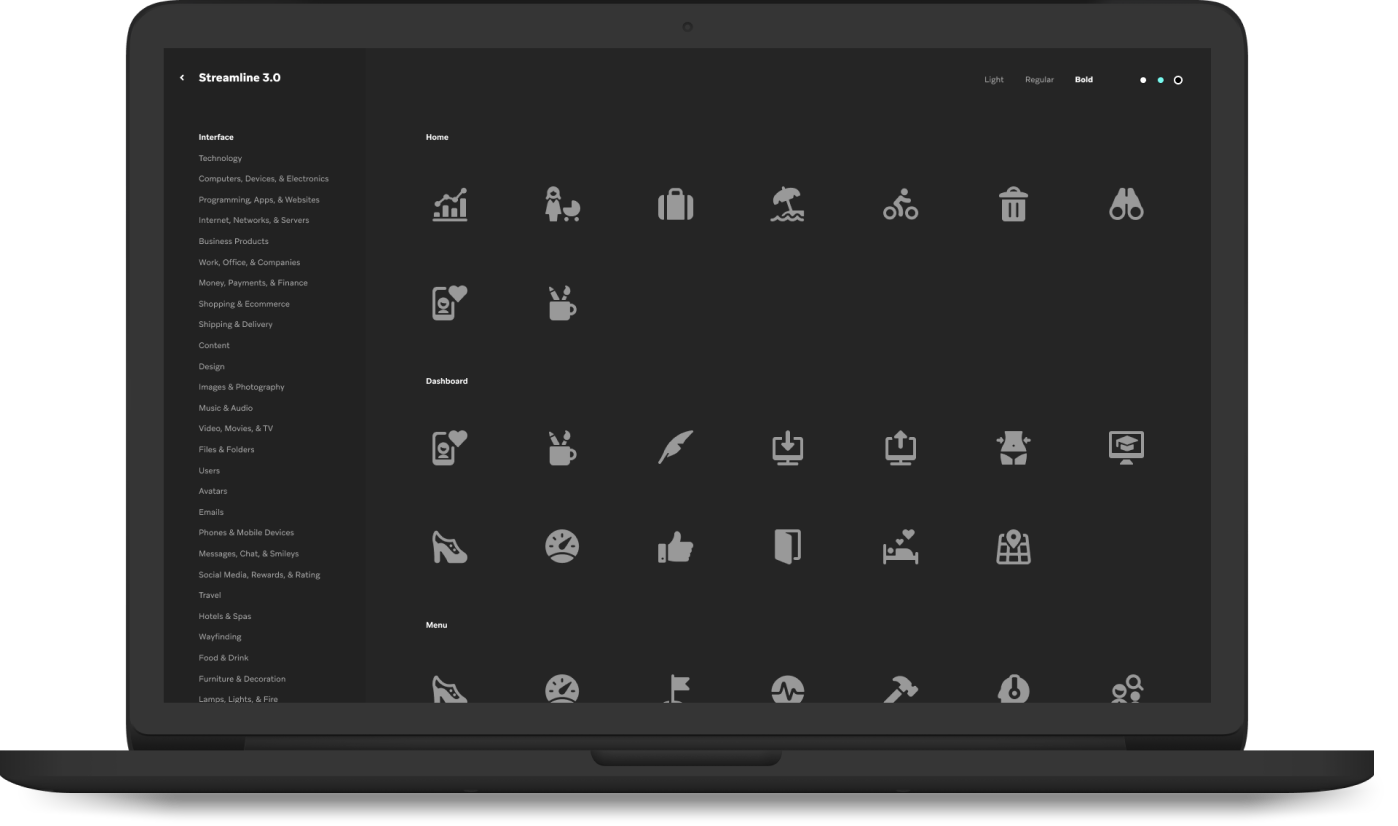 Streamline 3.0
Light Regular Bold
Interface
Technology
Computers, Devices, & Electronics
Programming, Apps, & Websites
Internet, Networks, & Servers
Business Products
Work, Office, & Companies
Money, Payments, & Finance
Shopping & Ecommerce
Shipping & Delivery
Content
Design
Images & Photography
Music & Audio
Video, Movies, & TV
Files & Folders
Users
Avatars
Emails
Phones & Mobile Devices
Messages, Chat, & Smileys
Social Media, Rewards, & Rating
Travel
Hotels & Spas
Wayfinding
Food & Drink
Furniture & Decoration
Lamps, Lights, & Fire
Home
Dashboard
Menu